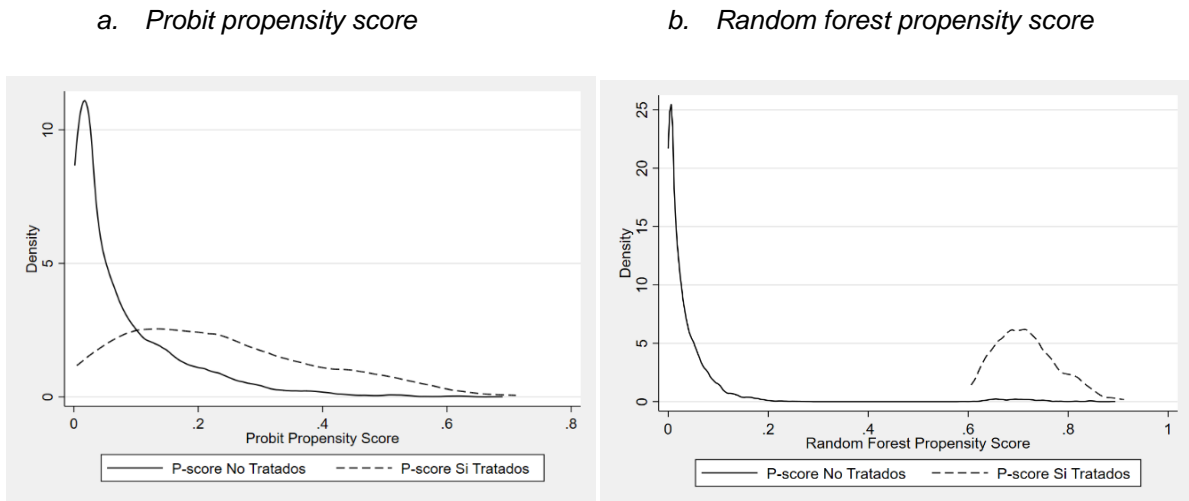 a. Probit propensity score
b. Random forest propensity score
Density
10
5
0
0
.2
.4
.6
.8
Probit Propensity Score
P-score No Tratados
P-score Si Tratados
Density
25
20
15
10
5
0
0
.2
.4
.6
.8
1
Random Forest Propensity Score
P-score No Tratados
P-score Si Tratados